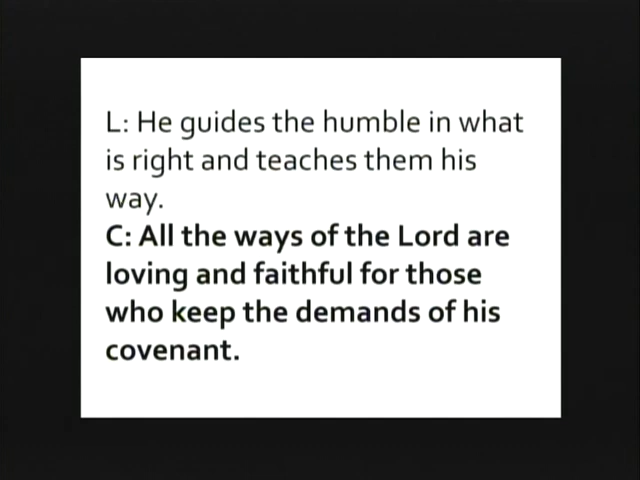 L: He guides the humble in what
is right and teaches them his
way.
C: All the ways of the Lord are
loving and faithful for those
who keep the demands of his
covenant.